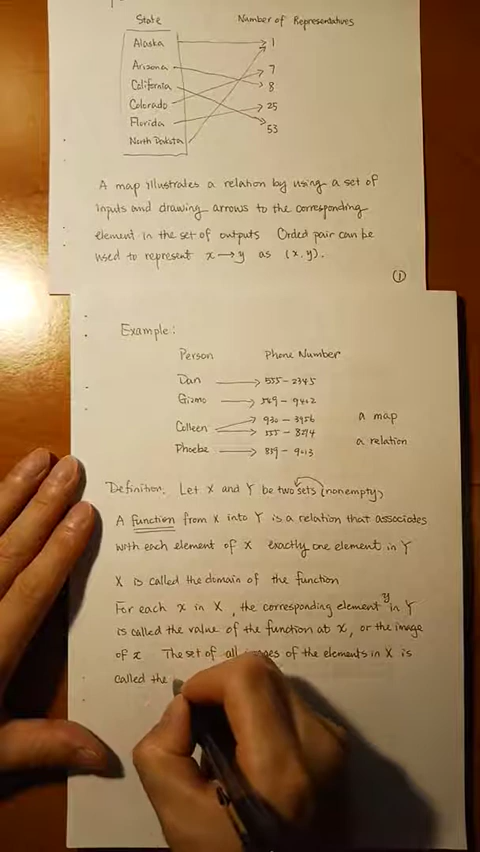 State Number of Representatives
Alaska 1
Arizona 7
California 8
Colorado 25
Florida 53
North Dakota
A map illustrates a relation by using a set of
inputs and drawing arrows to the corresponding
element in the set of outputs Orded pair can be
used to represent x → y as (x,y).
①
Example:
Person Phone Number
Dan → 555-2345
Gizmo → 549-9402
Colleen → 930-3956
→ 555-8294
Phoebe → 839-9013
a map
a relation
Definition: Let X and Y be two sets (nonempty)
A function from X into Y is a relation that associates
with each element of X exactly one element in Y
X is called the domain of the function
For each x in X, the corresponding element y in Y
is called the value of the function at x, or the image
of x The set of all images of the elements in X is
called the